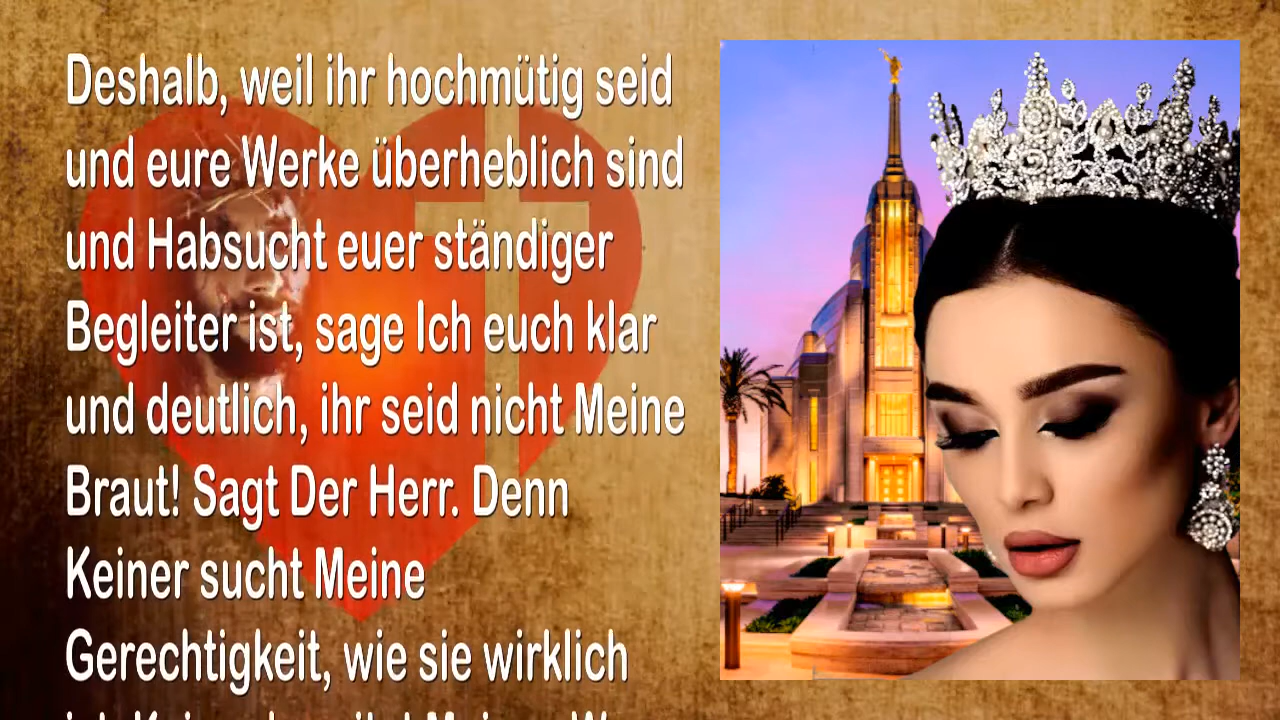 Deshalb, weil ihr hochmütig seid
und eure Werke überheblich sind
und Habsucht euer ständiger
Begleiter ist, sage Ich euch klar
und deutlich, ihr seid nicht Meine
Braut! Sagt Der Herr. Denn
Keiner sucht Meine
Gerechtigkeit, wie sie wirklich